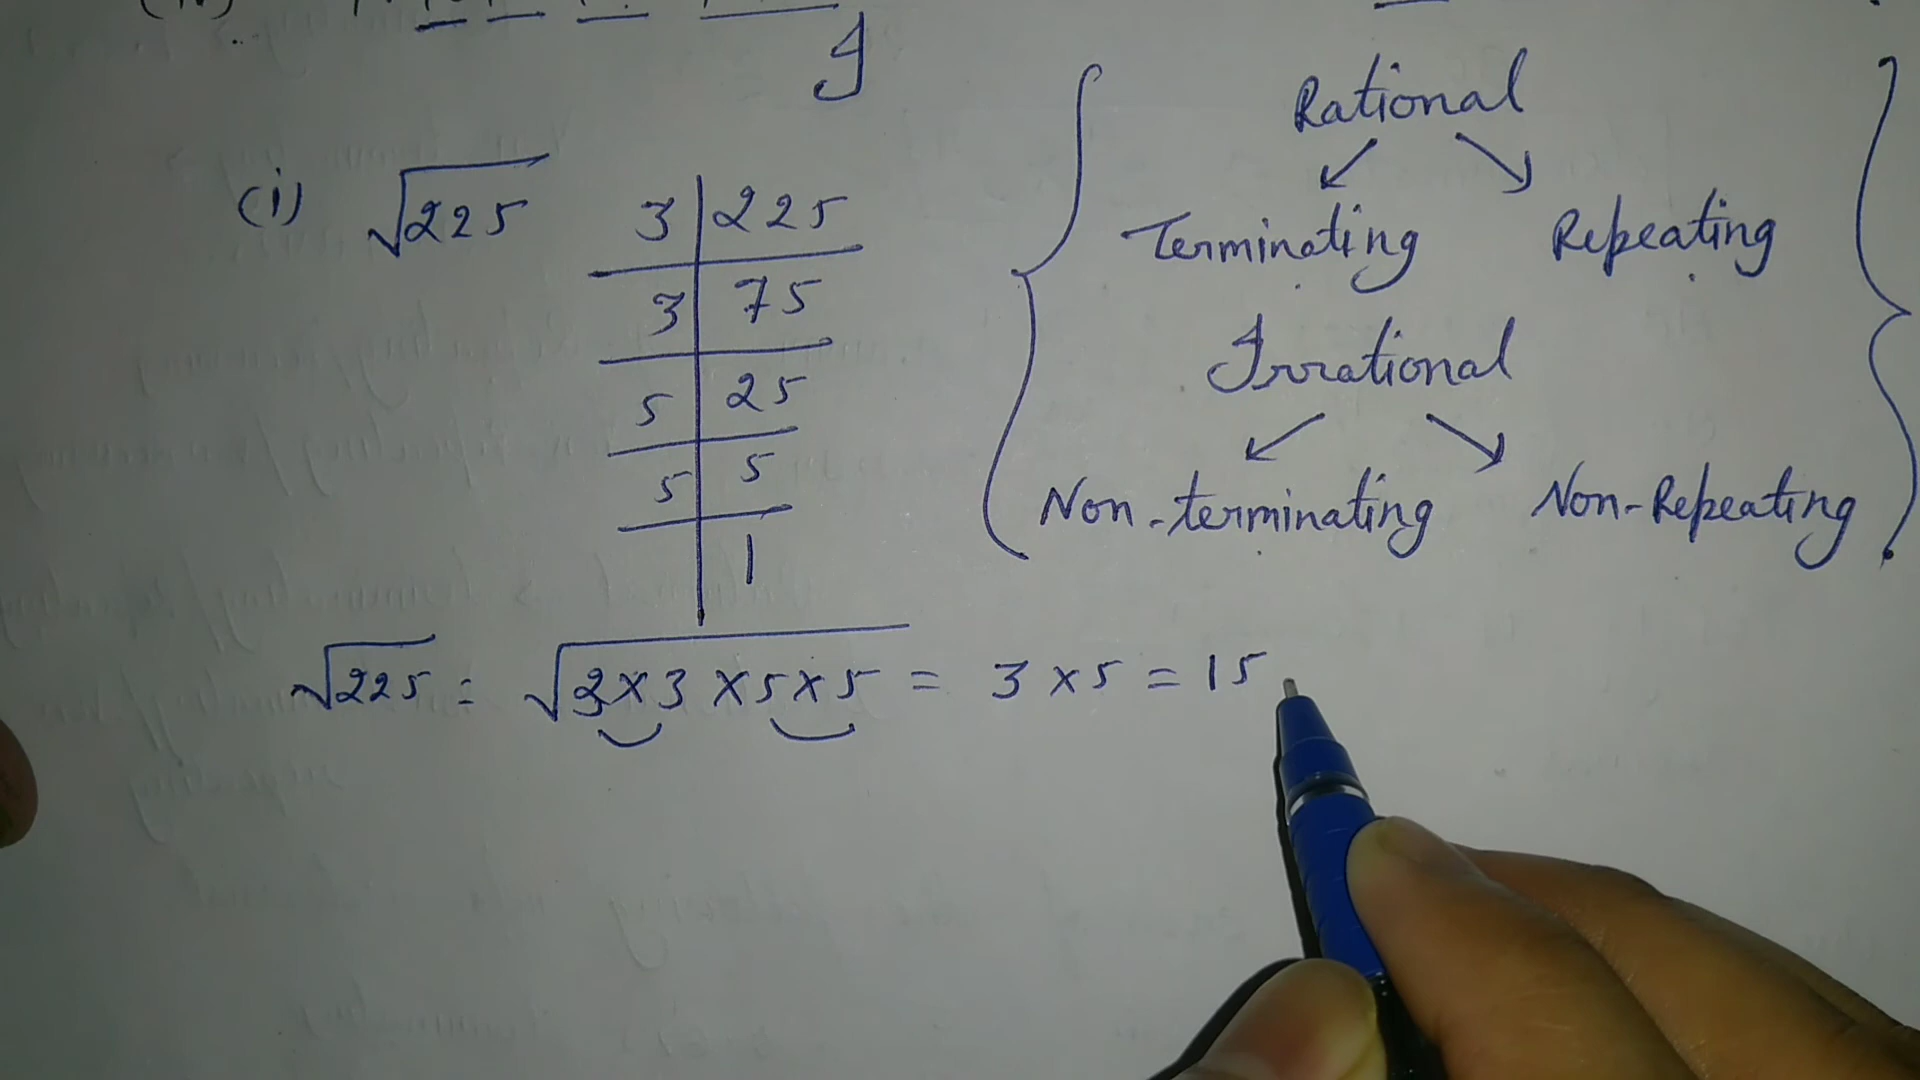 (i) √225
3 | 225
3 | 75
5 | 25
5 | 5
1
√225 = √3×3×5×5 = 3×5 = 15
Rational
Terminating Repeating
Irrational
Non-terminating Non-Repeating